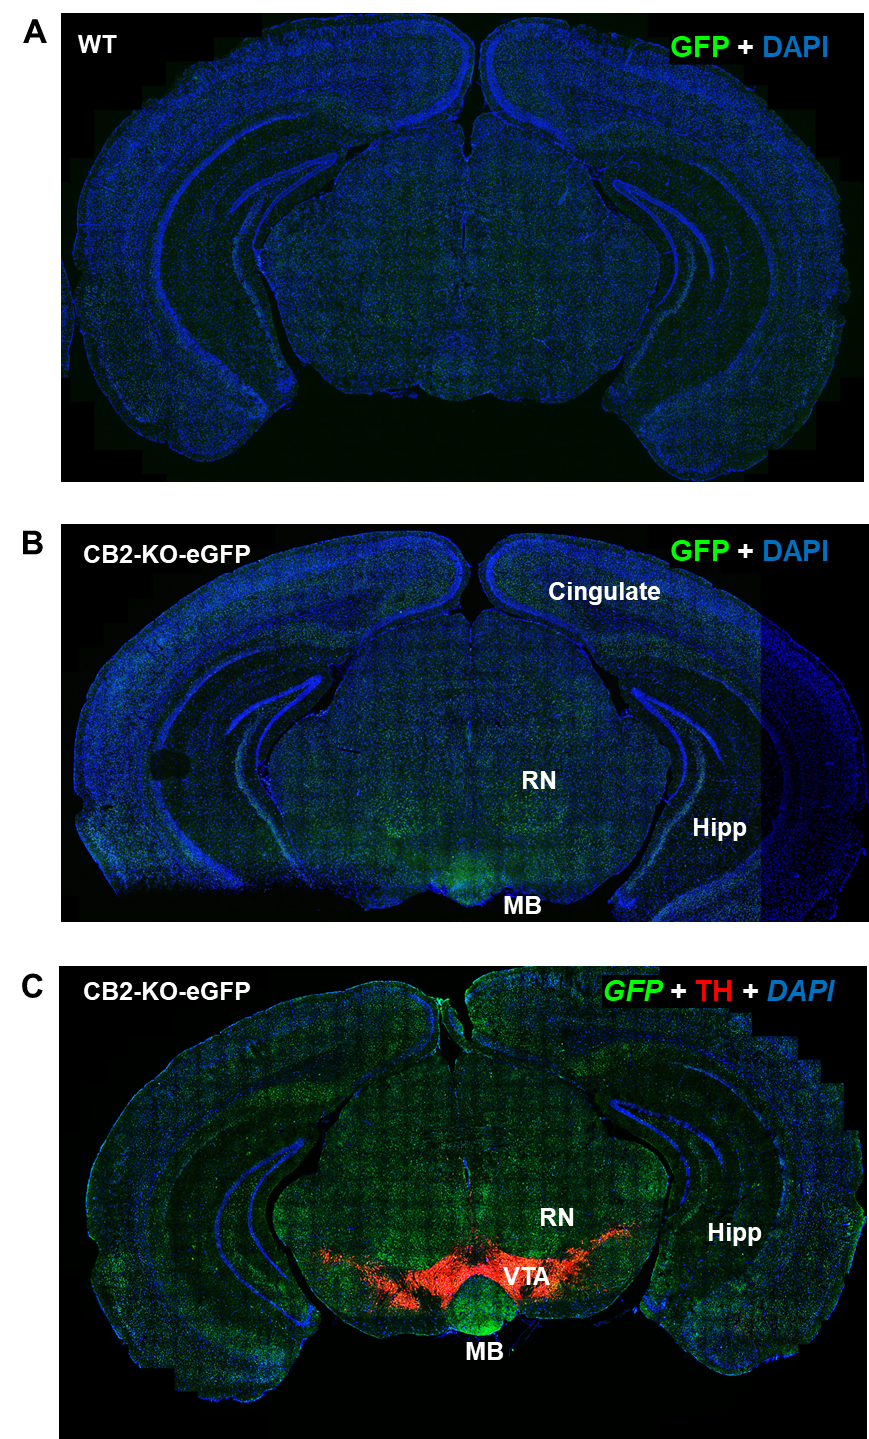 A
WT
GFP + DAPI
B
CB2-KO-eGFP
GFP + DAPI
Cingulate
RN
Hipp
MB
C
CB2-KO-eGFP
GFP + TH + DAPI
RN
Hipp
VTA
MB